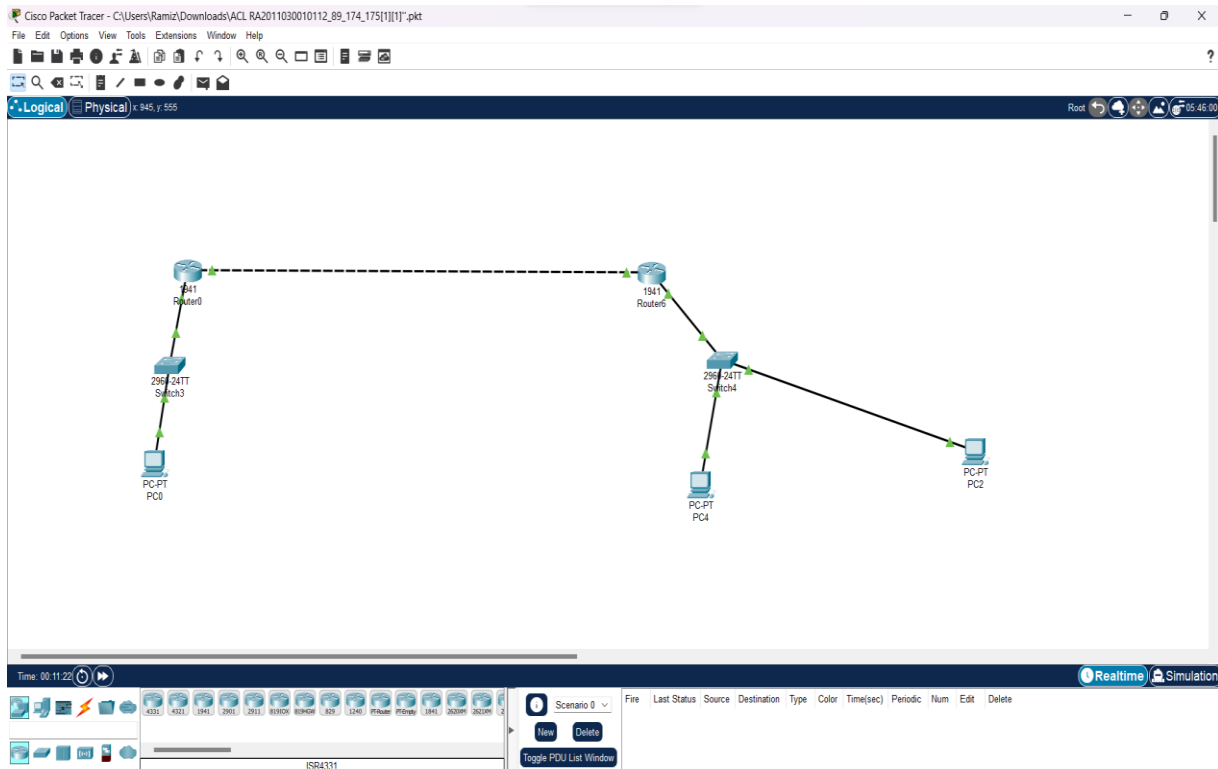 Cisco Packet Tracer - C:\Users\Ramiz\Downloads\ACL RA2011030010112_89_174_175[1][1]".pkt
File Edit Options View Tools Extensions Window Help
?
Logical Physical x: 945, y: 555
Root 05:46:00
1941
Router0
1941
Router6
2960-24TT
Switch3
2960-24TT
Switch4
PC-PT
PC0
PC-PT
PC4
PC-PT
PC2
Time: 00:11:22
Realtime Simulation
4331 4321 1941 2901 2911 819IOX 819HGW 829 1240 PT-Router PT-Empty 1841 2620XM 2621XM
ISR4331
Scenario 0
New Delete
Toggle PDU List Window
Fire Last Status Source Destination Type Color Time(sec) Periodic Num Edit Delete